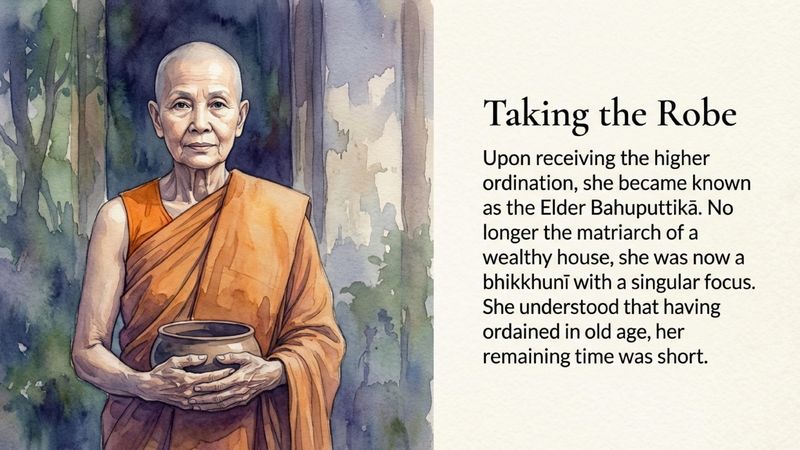 Taking the Robe
Upon receiving the higher
ordination, she became known
as the Elder Bahuputtikā. No
longer the matriarch of a
wealthy house, she was now a
bhikkhunī with a singular focus.
She understood that having
ordained in old age, her
remaining time was short.